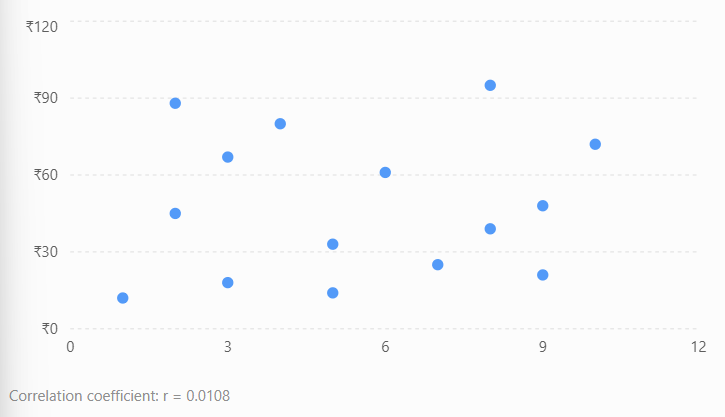 ₹120
₹90
₹60
₹30
₹0
0 3 6 9 12
Correlation coefficient: r = 0.0108